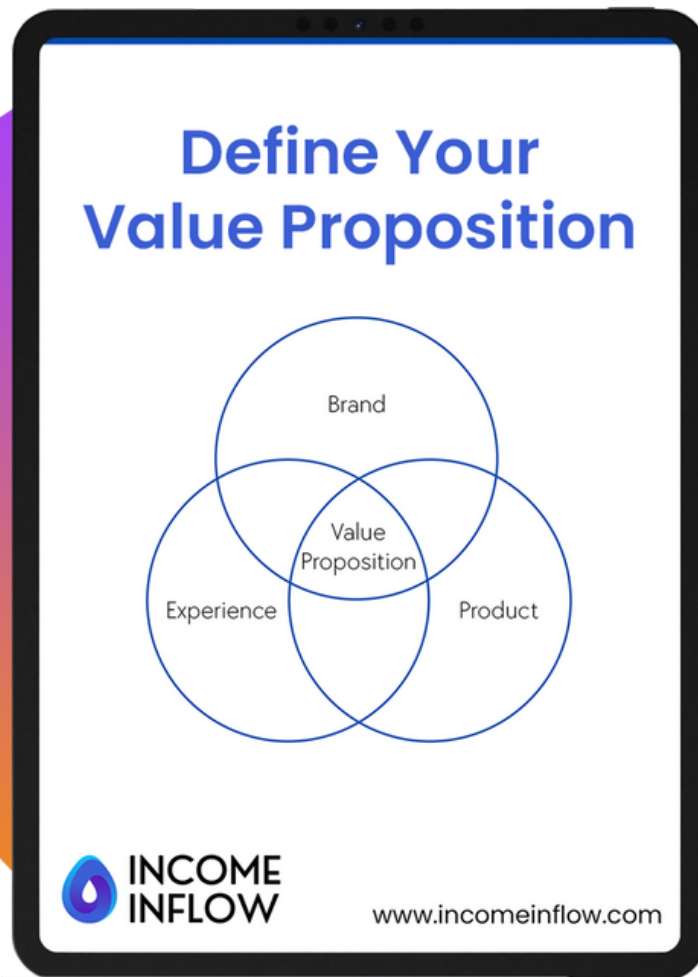 Define Your
Value Proposition
Brand
Value
Proposition
Experience
Product
INCOME
INFLOW
www.incomeinflow.com